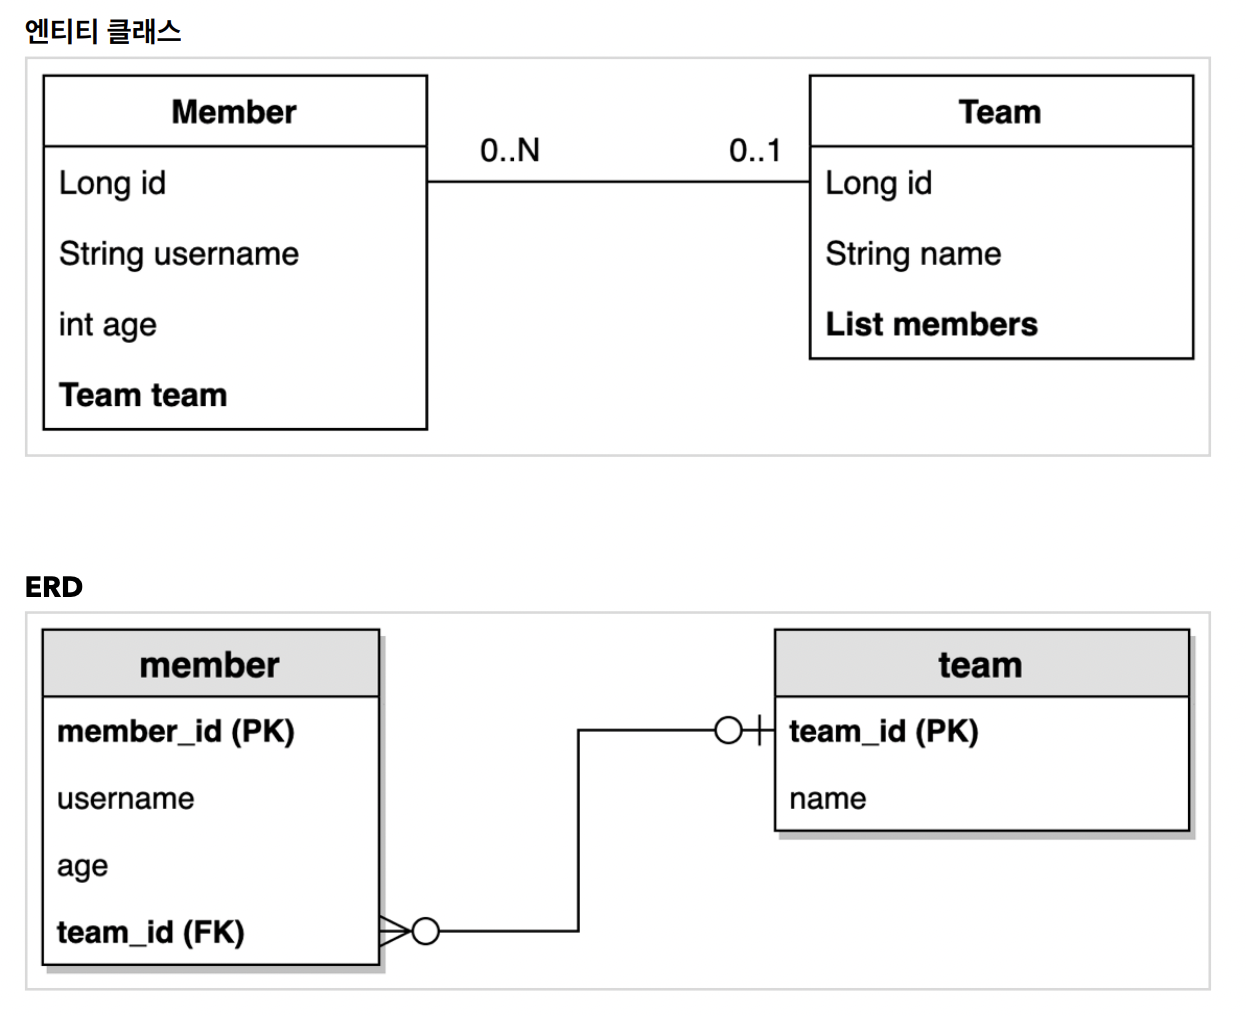 엔티티 클래스
Member
Long id
String username
int age
Team team
0..N
0..1
Team
Long id
String name
List members
ERD
member
member_id (PK)
username
age
team_id (FK)
team
team_id (PK)
name